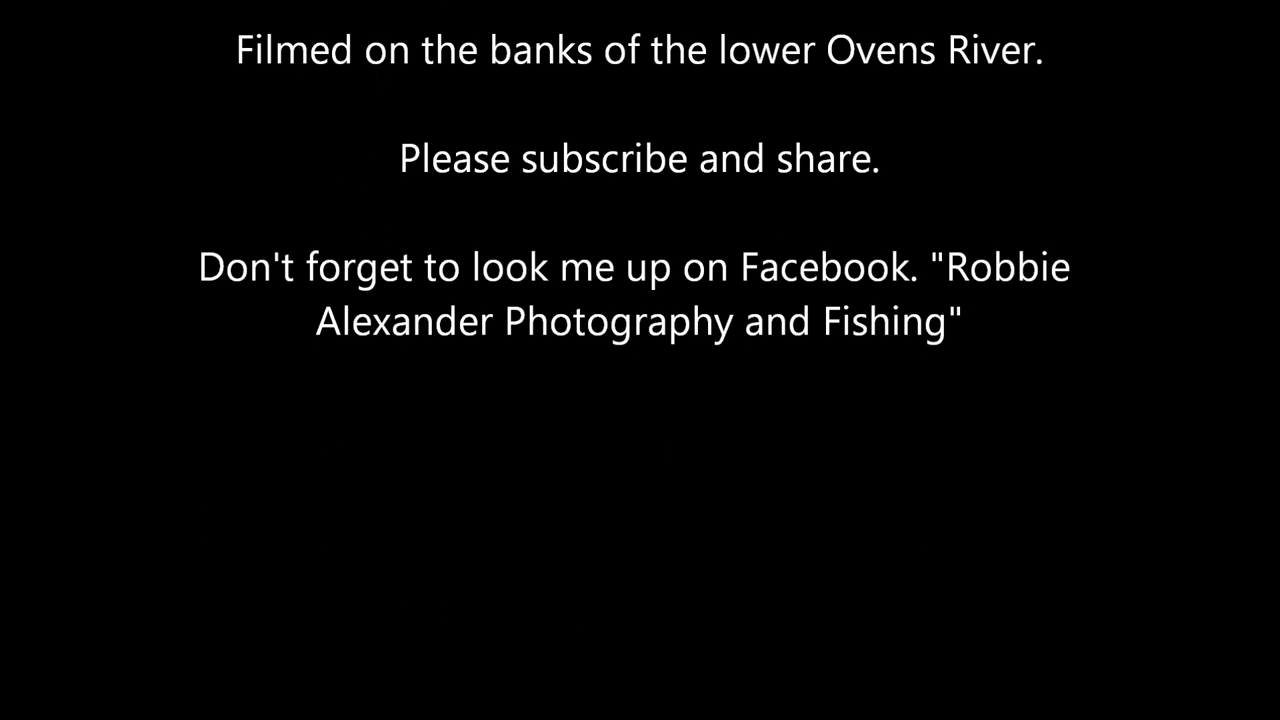 Filmed on the banks of the lower Ovens River.
Please subscribe and share.
Don't forget to look me up on Facebook. "Robbie
Alexander Photography and Fishing"